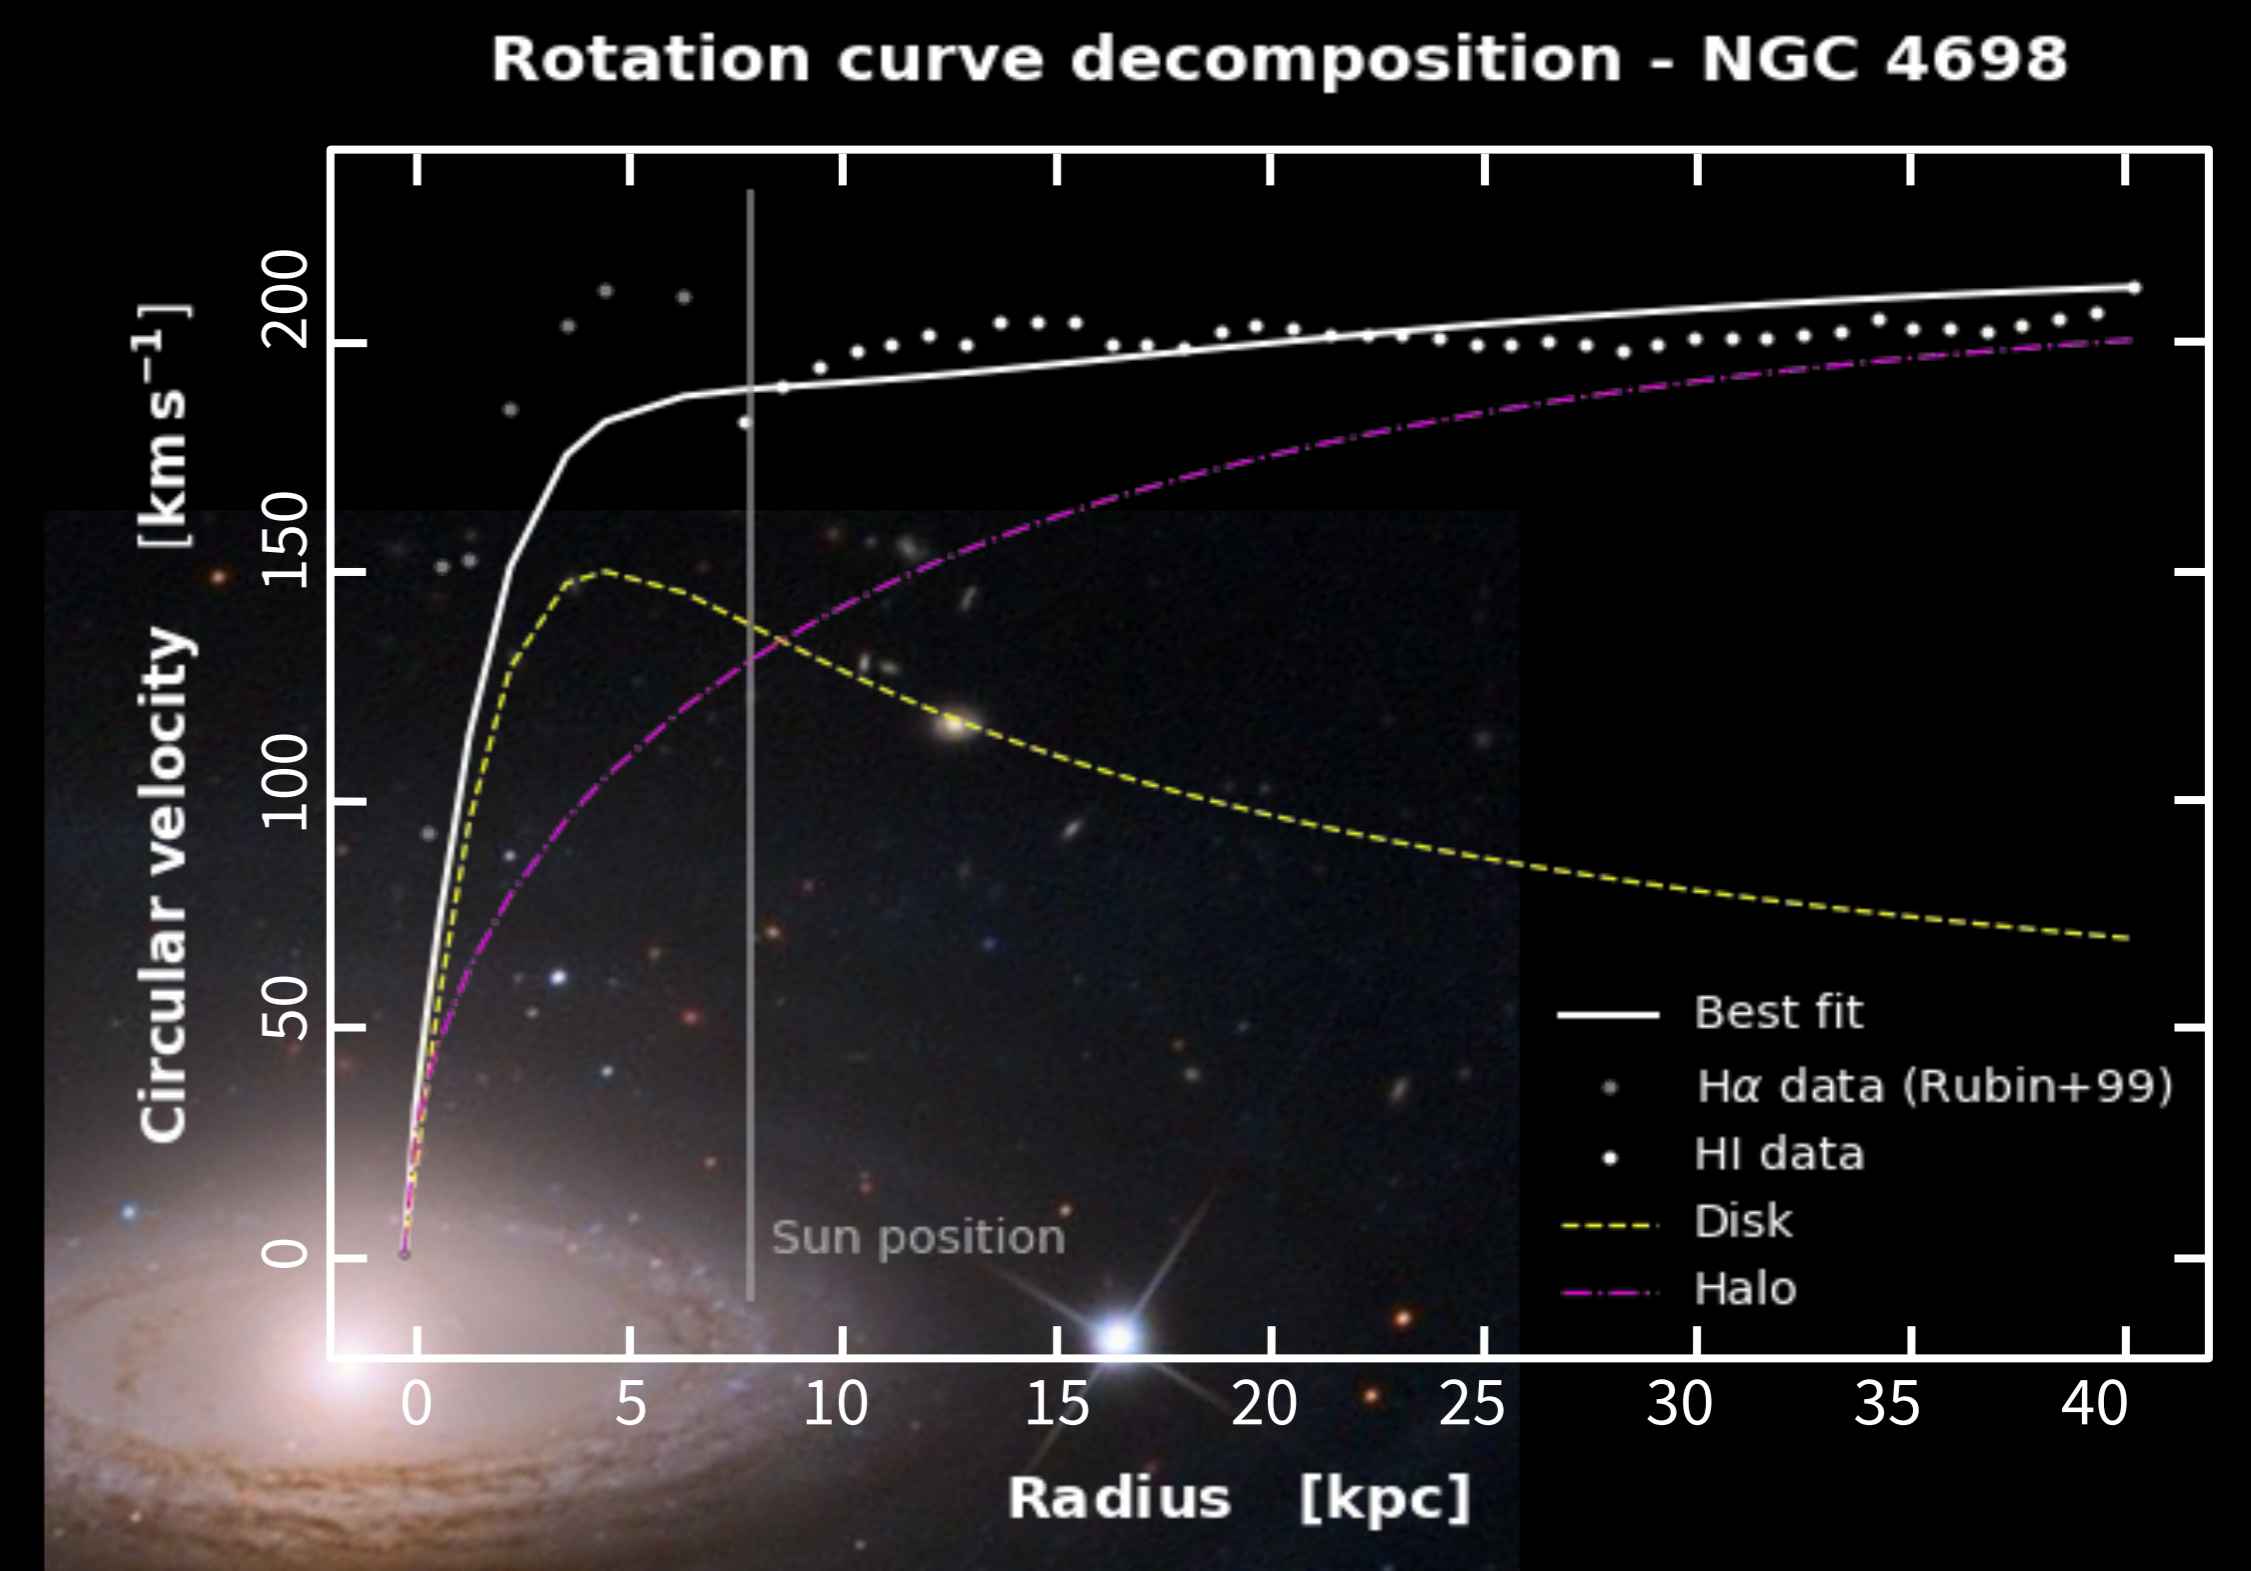 Rotation curve decomposition - NGC 4698
Circular velocity [km s⁻¹]
200
150
100
50
0
Sun position
Best fit
Hα data (Rubin+99)
HI data
Disk
Halo
0 5 10 15 20 25 30 35 40
Radius [kpc]